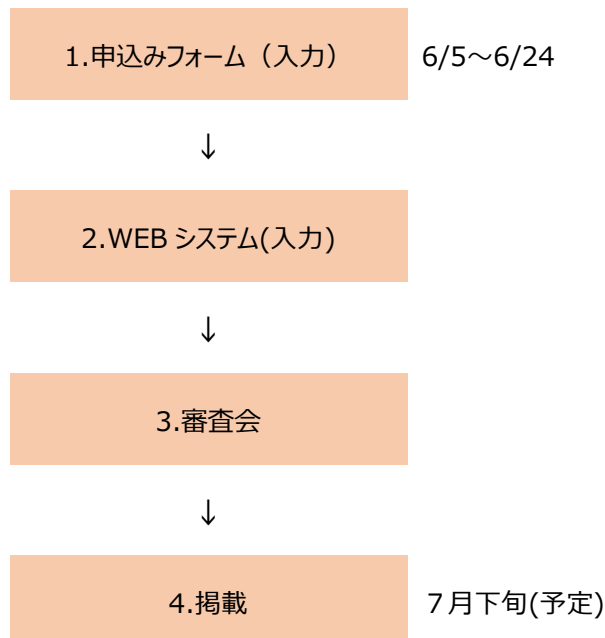 1.申込みフォーム（入力） 6/5～6/24
↓
2.WEB システム(入力)
↓
3.審査会
↓
4.掲載 ７月下旬(予定)